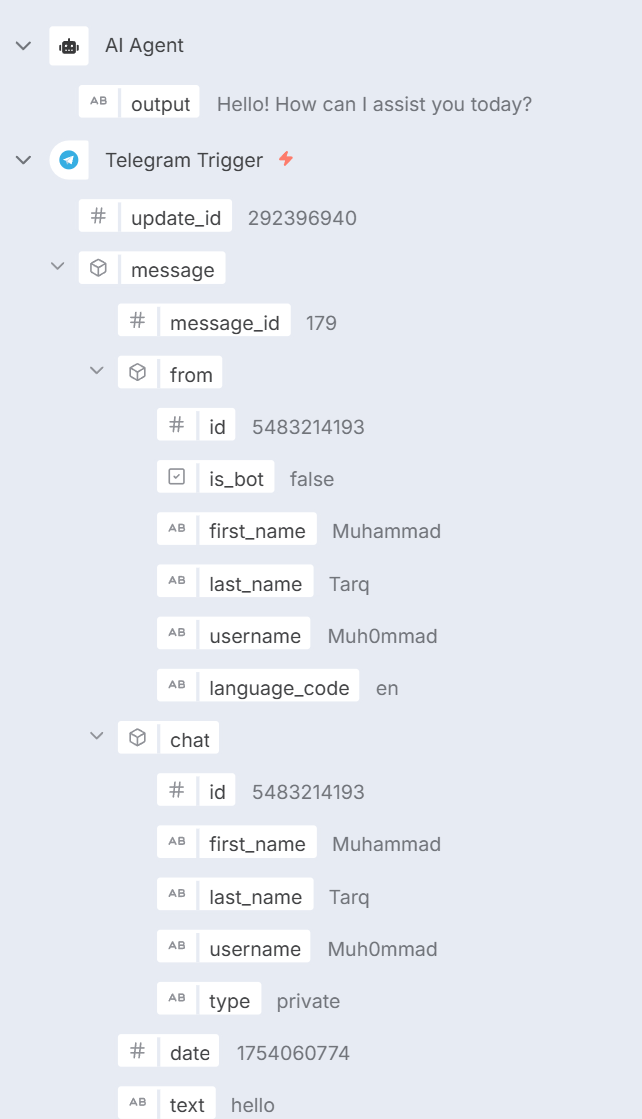 AI Agent
AB output Hello! How can I assist you today?
Telegram Trigger
# update_id 292396940
message
# message_id 179
from
# id 5483214193
is_bot false
AB first_name Muhammad
AB last_name Tarq
AB username Muh0mmad
AB language_code en
chat
# id 5483214193
AB first_name Muhammad
AB last_name Tarq
AB username Muh0mmad
AB type private
# date 1754060774
AB text hello